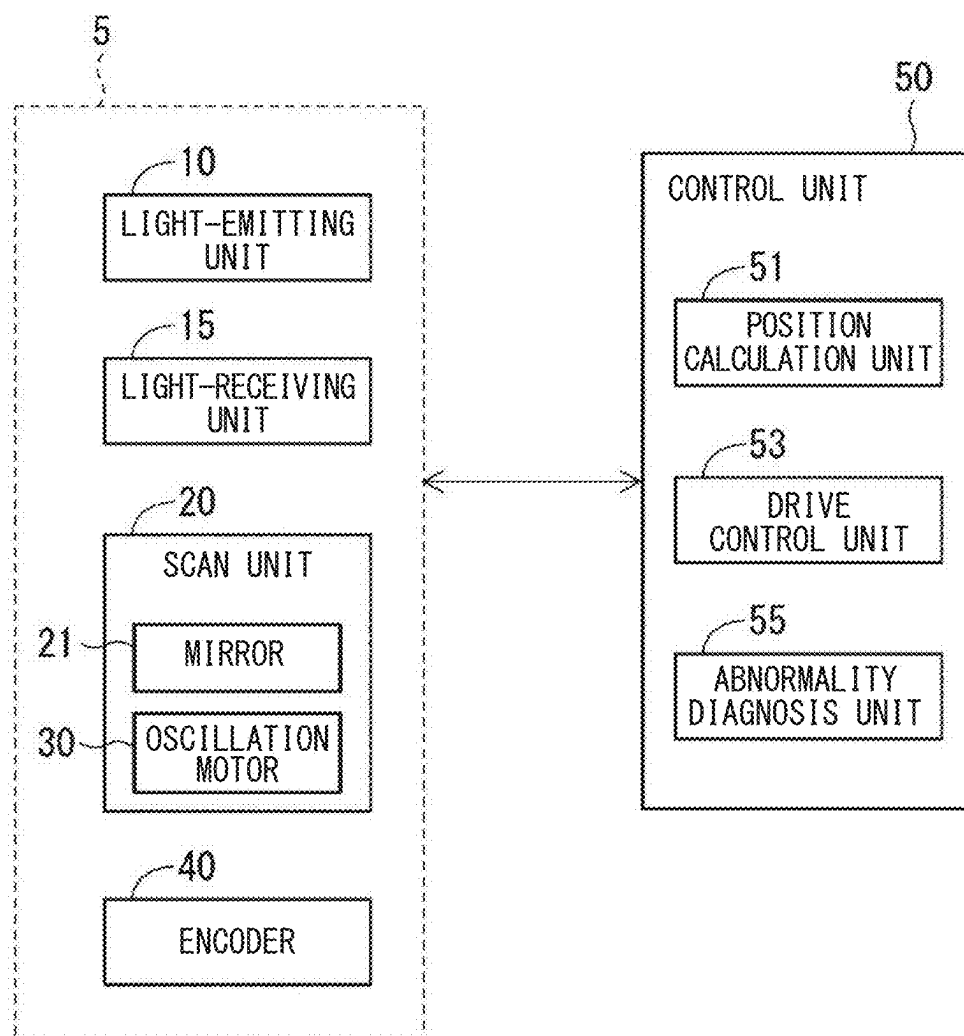 5
10
LIGHT-EMITTING
UNIT
15
LIGHT-RECEIVING
UNIT
20
SCAN UNIT
21
MIRROR
30
OSCILLATION
MOTOR
40
ENCODER
50
CONTROL UNIT
51
POSITION
CALCULATION UNIT
53
DRIVE
CONTROL UNIT
55
ABNORMALITY
DIAGNOSIS UNIT